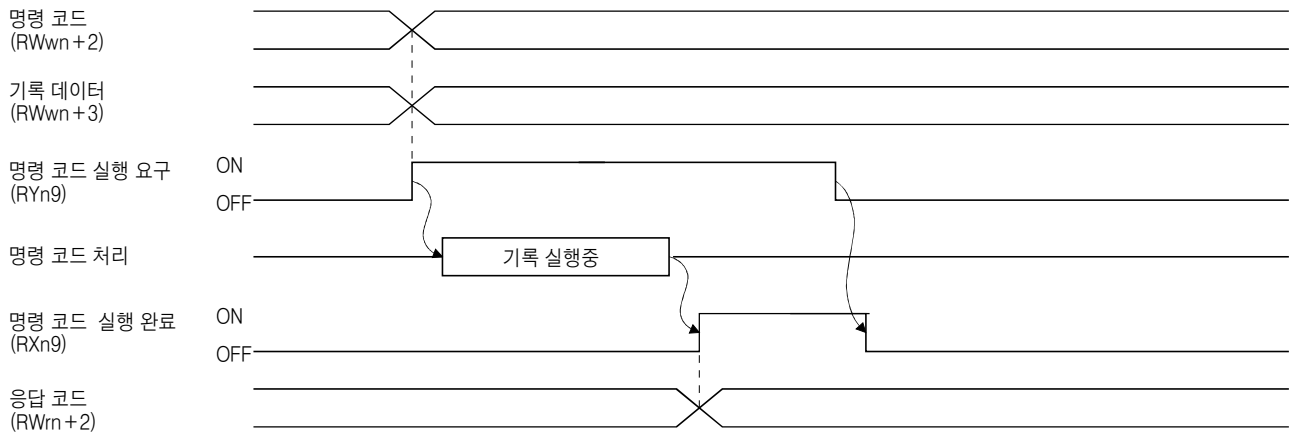 명령 코드
(RWwn+2)
기록 데이터
(RWwn+3)
명령 코드 실행 요구
(RYn9)
ON
OFF
명령 코드 처리
기록 실행중
명령 코드 실행 완료
(RXn9)
ON
OFF
응답 코드
(RWrn+2)